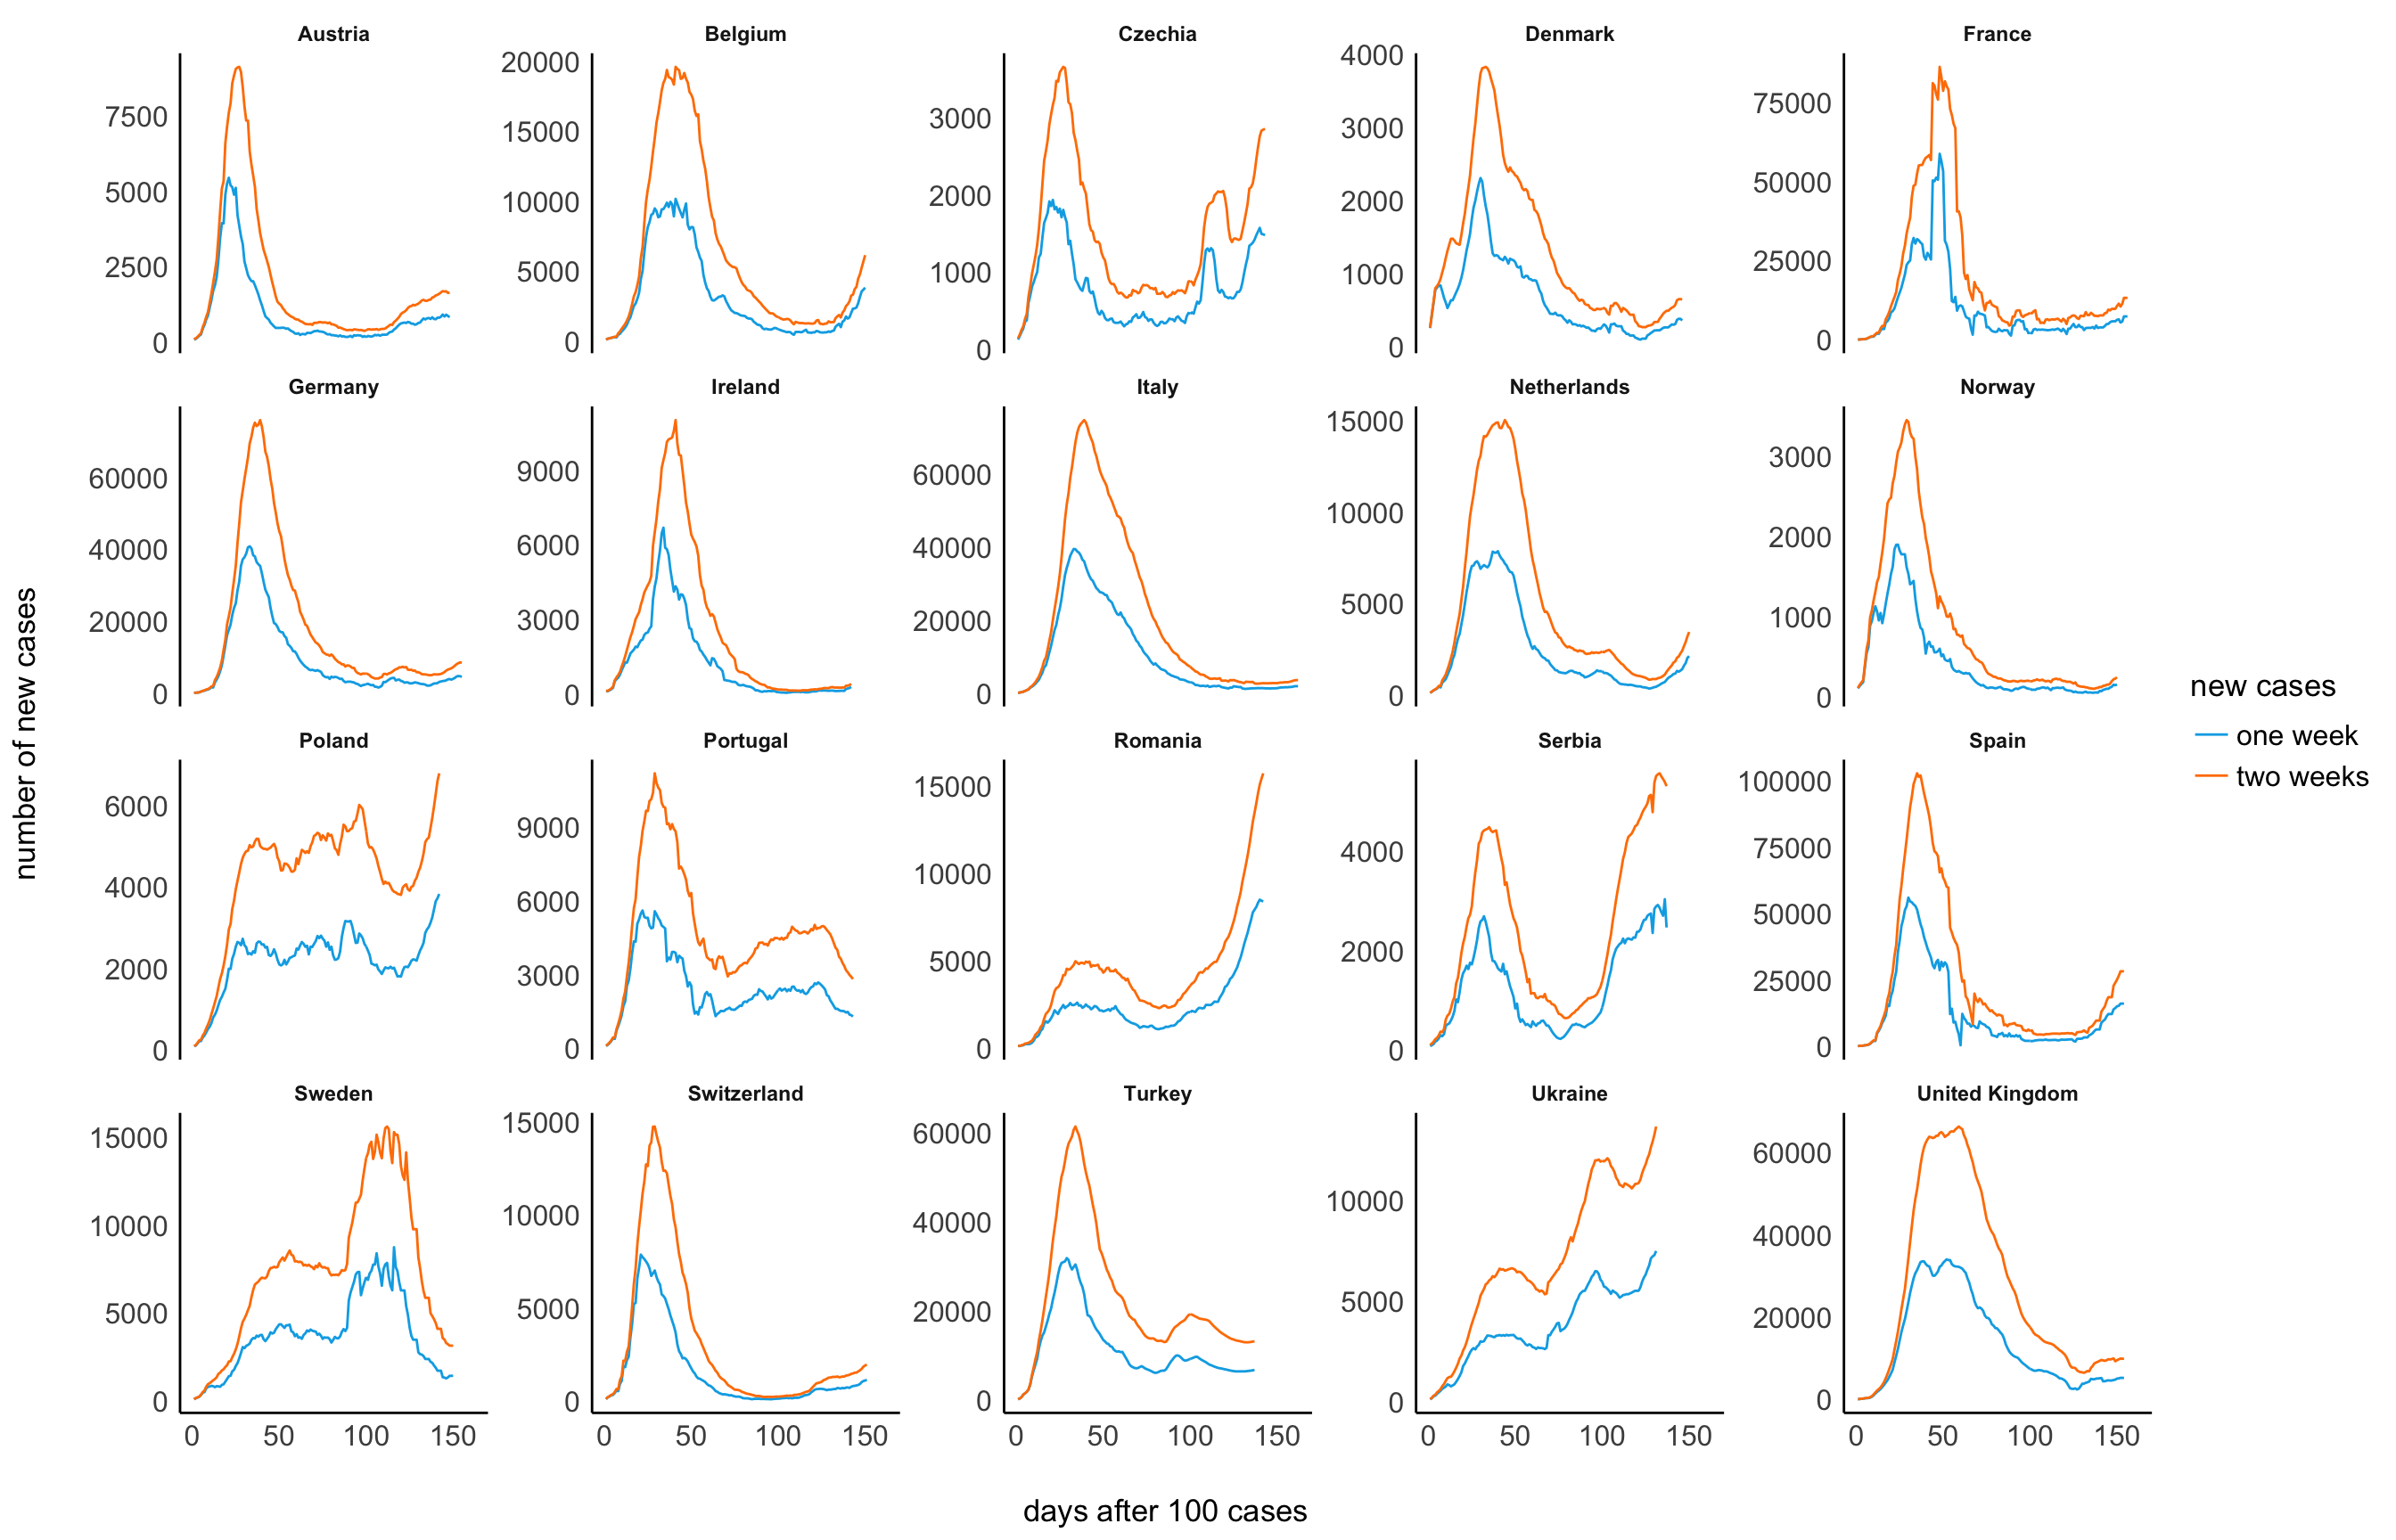 Austria
Belgium
Czechia
Denmark
France
7500
5000
2500
0
20000
15000
10000
5000
0
3000
2000
1000
0
4000
3000
2000
1000
0
75000
50000
25000
0
Germany
Ireland
Italy
Netherlands
Norway
60000
40000
20000
0
9000
6000
3000
0
60000
40000
20000
0
15000
10000
5000
0
3000
2000
1000
0
number of new cases
new cases
one week
two weeks
Poland
Portugal
Romania
Serbia
Spain
6000
4000
2000
0
9000
6000
3000
0
15000
10000
5000
0
4000
2000
0
100000
75000
50000
25000
0
Sweden
Switzerland
Turkey
Ukraine
United Kingdom
15000
10000
5000
0
15000
10000
5000
0
60000
40000
20000
0
10000
5000
0
60000
40000
20000
0
0 50 100 150
0 50 100 150
0 50 100 150
0 50 100 150
0 50 100 150
days after 100 cases